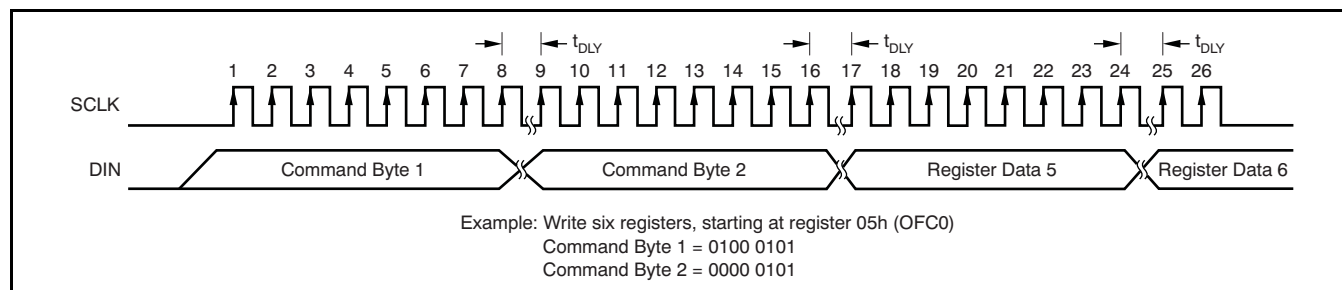 t_DLY t_DLY t_DLY
1 2 3 4 5 6 7 8 9 10 11 12 13 14 15 16 17 18 19 20 21 22 23 24 25 26
SCLK
DIN Command Byte 1 Command Byte 2 Register Data 5 Register Data 6
Example: Write six registers, starting at register 05h (OFC0)
Command Byte 1 = 0100 0101
Command Byte 2 = 0000 0101